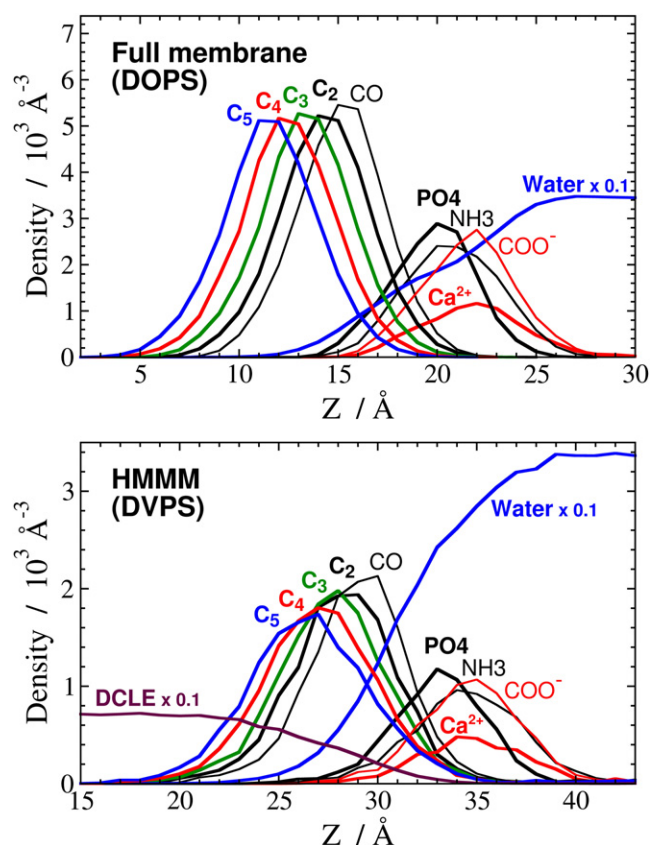 Full membrane
(DOPS)
C5 C4 C3 C2 CO
Water x 0.1
PO4
NH3
COO⁻
Ca²⁺
Density / 10³ Å⁻³
0 1 2 3 4 5 6 7
5 10 15 20 25 30
Z / Å
HMMM
(DVPS)
C5 C4 C3 C2 CO
Water x 0.1
DCLE x 0.1
PO4
NH3
COO⁻
Ca²⁺
Density / 10³ Å⁻³
0 1 2 3
15 20 25 30 35 40
Z / Å